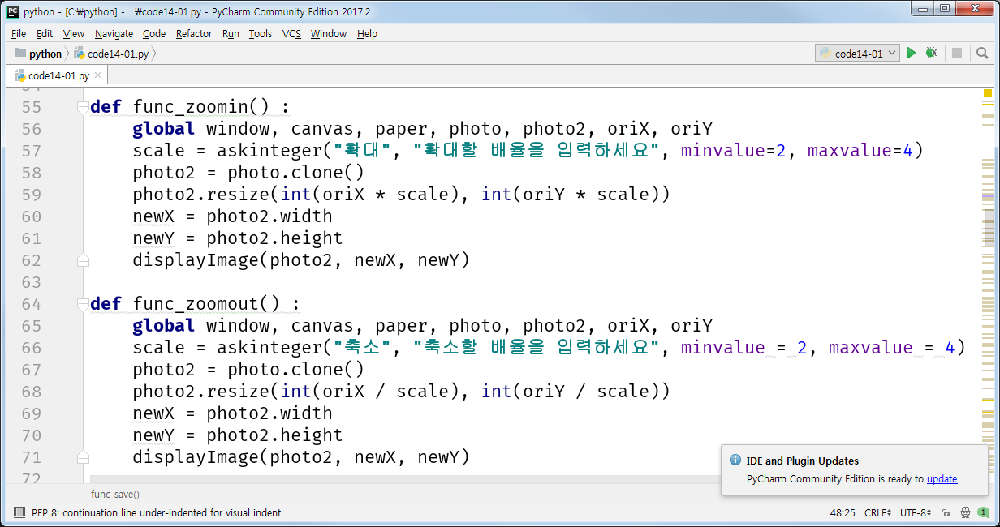 python - [C:₩python] - ...₩code14-01.py - PyCharm Community Edition 2017.2
File Edit View Navigate Code Refactor Run Tools VCS Window Help
python code14-01.py code14-01
code14-01.py
55 def func_zoomin() :
56 global window, canvas, paper, photo, photo2, oriX, oriY
57 scale = askinteger("확대", "확대할 배율을 입력하세요", minvalue=2, maxvalue=4)
58 photo2 = photo.clone()
59 photo2.resize(int(oriX * scale), int(oriY * scale))
60 newX = photo2.width
61 newY = photo2.height
62 displayImage(photo2, newX, newY)
63
64 def func_zoomout() :
65 global window, canvas, paper, photo, photo2, oriX, oriY
66 scale = askinteger("축소", "축소할 배율을 입력하세요", minvalue = 2, maxvalue = 4)
67 photo2 = photo.clone()
68 photo2.resize(int(oriX / scale), int(oriY / scale))
69 newX = photo2.width
70 newY = photo2.height
71 displayImage(photo2, newX, newY)
72
IDE and Plugin Updates
PyCharm Community Edition is ready to update.
func_save()
PEP 8: continuation line under-indented for visual indent 48:25 CRLF UTF-8 1